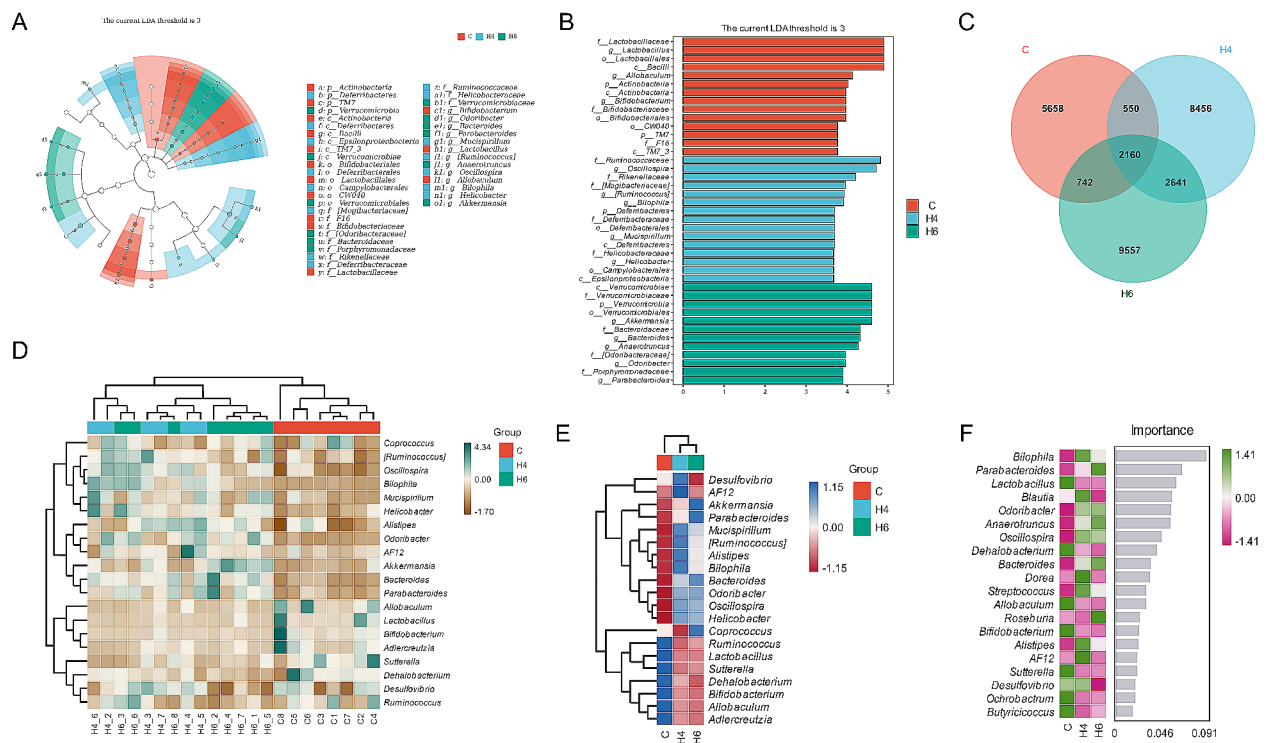 A
The current LDA threshold is 3
C H4 H6
a: p__Actinobacteria
b: p__Deferribacteres
c: p__TM7
d: p__Verrucomicrobia
e: c__Actinobacteria
f: c__Deferribacteres
g: c__Bacilli
h: c__Epsilonproteobacteria
i: c__TM7_3
j: c__Verrucomicrobiae
k: o__Bifidobacteriales
l: o__Deferribacterales
m: o__Lactobacillales
n: o__Campylobacterales
o: o__CW040
p: o__Verrucomicrobiales
q: f__[Mogibacteriaceae]
r: f__F16
s: f__Bifidobacteriaceae
t: f__[Odoribacteraceae]
u: f__Bacteroidaceae
v: f__Porphyromonadaceae
w: f__Rikenellaceae
x: f__Deferribacteraceae
y: f__Lactobacillaceae
z: f__Ruminococcaceae
a1: f__Helicobacteraceae
b1: f__Verrucomicrobiaceae
c1: g__Bifidobacterium
d1: g__Odoribacter
e1: g__Bacteroides
f1: g__Parabacteroides
g1: g__Mucispirillum
h1: g__Lactobacillus
i1: g__[Ruminococcus]
j1: g__Anaerotruncus
k1: g__Oscillospira
l1: g__Allobaculum
m1: g__Bilophila
n1: g__Helicobacter
o1: g__Akkermansia
B
The current LDA threshold is 3
f__Lactobacillaceae
g__Lactobacillus
o__Lactobacillales
c__Bacilli
g__Allobaculum
p__Actinobacteria
c__Actinobacteria
g__Bifidobacterium
f__Bifidobacteriaceae
o__Bifidobacteriales
o__CW040
p__TM7
f__F16
c__TM7_3
f__Ruminococcaceae
g__Oscillospira
f__Rikenellaceae
f__[Mogibacteriaceae]
g__[Ruminococcus]
g__Bilophila
p__Deferribacteres
f__Deferribacteraceae
o__Deferribacterales
g__Mucispirillum
c__Deferribacteres
f__Helicobacteraceae
g__Helicobacter
o__Campylobacterales
c__Epsilonproteobacteria
c__Verrucomicrobiae
f__Verrucomicrobiaceae
p__Verrucomicrobia
o__Verrucomicrobiales
g__Akkermansia
f__Bacteroidaceae
g__Bacteroides
g__Anaerotruncus
f__[Odoribacteraceae]
g__Odoribacter
f__Porphyromonadaceae
g__Parabacteroides
0 1 2 3 4 5
C
H4
H6
C
C
H4
5658
550
8456
2160
742
2641
9557
H6
D
Coprococcus
[Ruminococcus]
Oscillospira
Bilophila
Mucispirillum
Helicobacter
Alistipes
Odoribacter
AF12
Akkermansia
Bacteroides
Parabacteroides
Allobaculum
Lactobacillus
Bifidobacterium
Adlercreutzia
Sutterella
Dehalobacterium
Desulfovibrio
Ruminococcus
H4_6 H4_2 H6_3 H6_6 H4_3 H4_7 H6_8 H4_4 H4_5 H6_2 H6_4 H6_7 H6_1 H6_5 C8 C5 C6 C3 C1 C7 C2 C4
4.34
0.00
-1.70
Group
C
H4
H6
E
Desulfovibrio
AF12
Akkermansia
Parabacteroides
Mucispirillum
[Ruminococcus]
Alistipes
Bilophila
Bacteroides
Odoribacter
Oscillospira
Helicobacter
Coprococcus
Ruminococcus
Lactobacillus
Sutterella
Dehalobacterium
Bifidobacterium
Allobaculum
Adlercreutzia
C H4 H6
1.15
0.00
-1.15
Group
C
H4
H6
F
Importance
Bilophila
Parabacteroides
Lactobacillus
Blautia
Odoribacter
Anaerotruncus
Oscillospira
Dehalobacterium
Bacteroides
Dorea
Streptococcus
Allobaculum
Roseburia
Bifidobacterium
Alistipes
AF12
Sutterella
Desulfovibrio
Ochrobactrum
Butyricicoccus
C H4 H6
0 0.046 0.091
1.41
0.00
-1.41